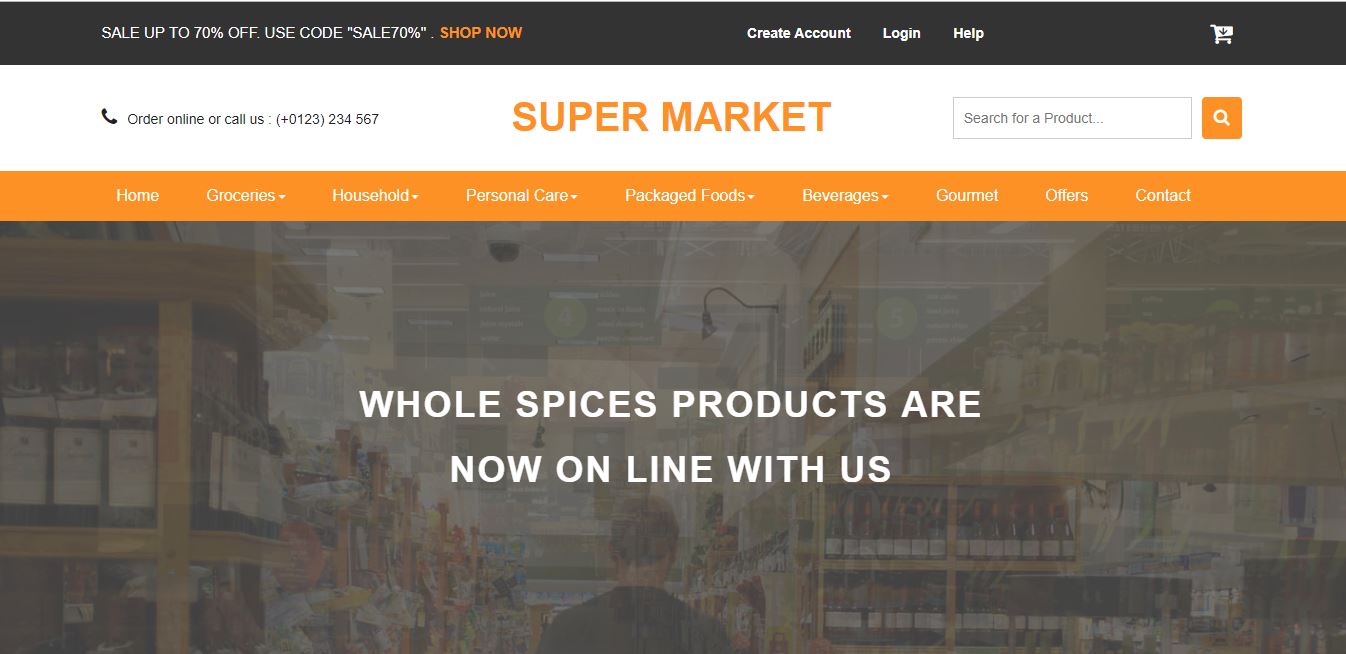 SALE UP TO 70% OFF. USE CODE "SALE70%" . SHOP NOW
Create Account Login Help
Order online or call us : (+0123) 234 567
SUPER MARKET
Search for a Product...
Home Groceries Household Personal Care Packaged Foods Beverages Gourmet Offers Contact
4
5
WHOLE SPICES PRODUCTS ARE
NOW ON LINE WITH US